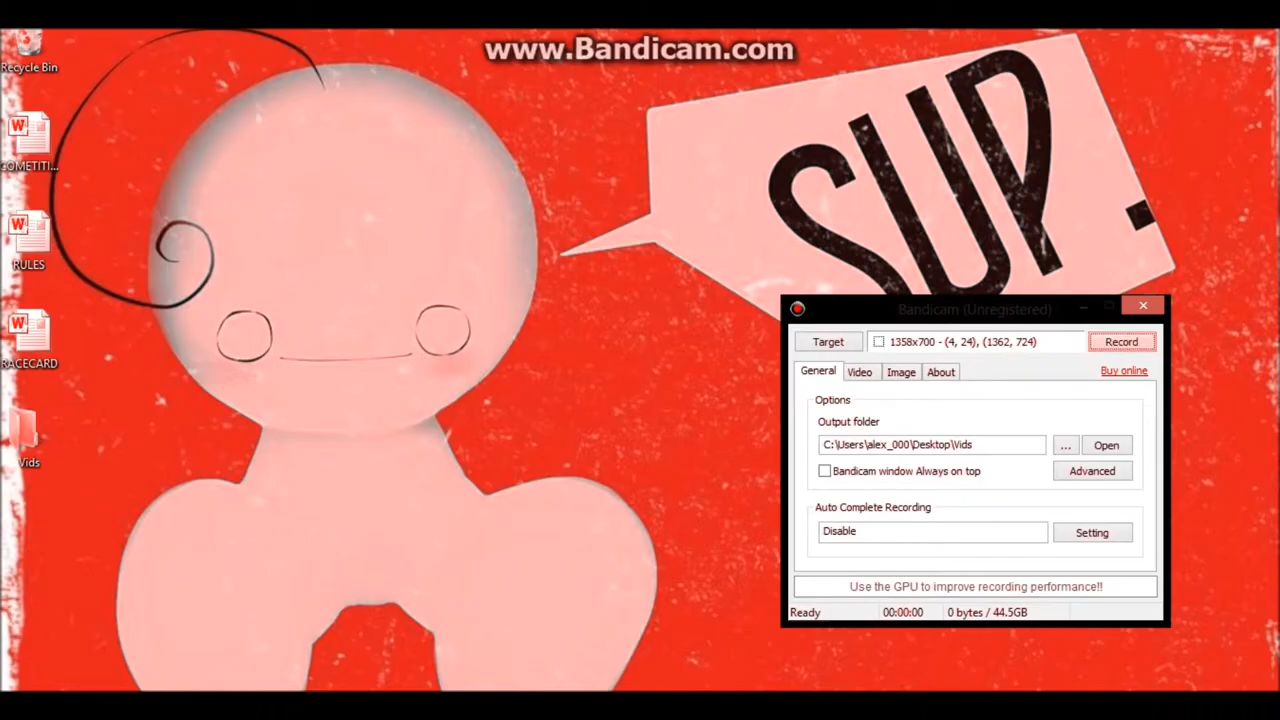 www.Bandicam.com
Recycle Bin
SUP.
COMETITI...
RULES
RACECARD
Vids
Bandicam (Unregistered)
Target
1358x700 - (4, 24), (1362, 724)
Record
General
Video
Image
About
Buy online
Options
Output folder
C:\Users\alex_000\Desktop\Vids
...
Open
Bandicam window Always on top
Advanced
Auto Complete Recording
Disable
Setting
Use the GPU to improve recording performance!!
Ready
00:00:00
0 bytes / 44.5GB